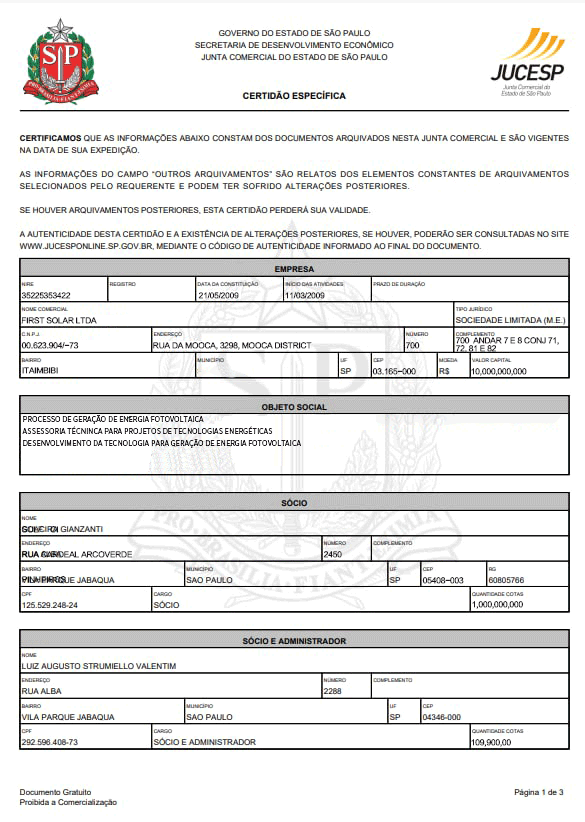 GOVERNO DO ESTADO DE SÃO PAULO
SECRETARIA DE DESENVOLVIMENTO ECONÔMICO
JUNTA COMERCIAL DO ESTADO DE SÃO PAULO
JUCESP
Junta Comercial do
Estado de São Paulo
CERTIDÃO ESPECÍFICA
CERTIFICAMOS QUE AS INFORMAÇÕES ABAIXO CONSTAM DOS DOCUMENTOS ARQUIVADOS NESTA JUNTA COMERCIAL E SÃO VIGENTES
NA DATA DE SUA EXPEDIÇÃO.
AS INFORMAÇÕES DO CAMPO "OUTROS ARQUIVAMENTOS" SÃO RELATOS DOS ELEMENTOS CONSTANTES DE ARQUIVAMENTOS
SELECIONADOS PELO REQUERENTE E PODEM TER SOFRIDO ALTERAÇÕES POSTERIORES.
SE HOUVER ARQUIVAMENTOS POSTERIORES, ESTA CERTIDÃO PERDERÁ SUA VALIDADE.
A AUTENTICIDADE DESTA CERTIDÃO E A EXISTÊNCIA DE ALTERAÇÕES POSTERIORES, SE HOUVER, PODERÃO SER CONSULTADAS NO SITE
WWW.JUCESPONLINE.SP.GOV.BR, MEDIANTE O CÓDIGO DE AUTENTICIDADE INFORMADO AO FINAL DO DOCUMENTO.
EMPRESA
NIRE REGISTRO DATA DA CONSTITUIÇÃO INÍCIO DAS ATIVIDADES PRAZO DE DURAÇÃO
35225353422 21/05/2009 11/03/2009
NOME COMERCIAL TIPO JURÍDICO
FIRST SOLAR LTDA SOCIEDADE LIMITADA (M.E.)
C.N.P.J. ENDEREÇO NÚMERO COMPLEMENTO
00.623.904/-73 RUA DA MOOCA, 3298, MOOCA DISTRICT 700 700 ANDAR 7 E 8 CONJ 71,
72, 81 E 82
BAIRRO MUNICÍPIO UF CEP MOEDA VALOR CAPITAL
ITAIMBIBI SP 03.165-000 R$ 10,000,000,000
OBJETO SOCIAL
PROCESSO DE GERAÇÃO DE ENERGIA FOTOVOLTAICA
ASSESSORIA TÉCNINCA PARA PROJETOS DE TECNOLOGIAS ENERGÉTICAS
DESENVOLVIMENTO DA TECNOLOGIA PARA GERAÇÃO DE ENERGIA FOTOVOLTAICA
SÓCIO
NOME
GIANZANTI
ENDEREÇO NÚMERO COMPLEMENTO
RUA ARCOVERDE 2450
BAIRRO MUNICÍPIO UF CEP RG
PARQUE JABAQUA SAO PAULO SP 05408-003 60805766
CPF CARGO QUANTIDADE COTAS
125.529.248-24 SÓCIO 1,000,000,000
SÓCIO E ADMINISTRADOR
NOME
LUIZ AUGUSTO STRUMIELLO VALENTIM
ENDEREÇO NÚMERO COMPLEMENTO
RUA ALBA 2288
BAIRRO MUNICÍPIO UF CEP
VILA PARQUE JABAQUA SAO PAULO SP 04346-000
CPF CARGO QUANTIDADE COTAS
292.596.408-73 SÓCIO E ADMINISTRADOR 109,900,00
Documento Gratuito
Proibida a Comercialização
Página 1 de 3